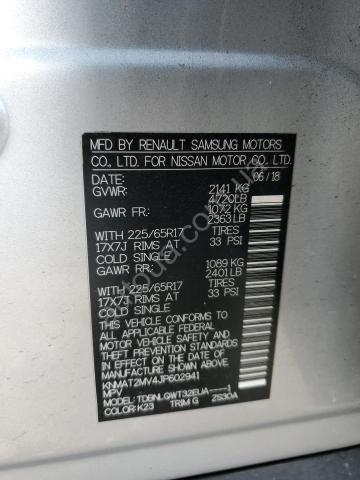 MFD BY RENAULT SAMSUNG MOTORS
CO., LTD. FOR NISSAN MOTOR CO., LTD.
DATE: 06/18
GVWR: 2141 KG
4720LB
GAWR FR: 1072 KG
2363LB
WITH 225/65R17 TIRES
17X7J RIMS AT 33 PSI
COLD SINGLE
GAWR RR: 1089 KG
2401LB
WITH 225/65R17 TIRES
17X7J RIMS AT 33 PSI
COLD SINGLE
THIS VEHICLE CONFORMS TO
ALL APPLICABLE FEDERAL
MOTOR VEHICLE SAFETY AND
THEFT PREVENTION STANDARDS
IN EFFECT ON THE DATE OF
MANUFACTURE SHOWN ABOVE.
KNMAT2MV4JP602941
MPV
MODEL: TDBNLQWT32EUA-----1
COLOR:K23 TRIM G ZS30A